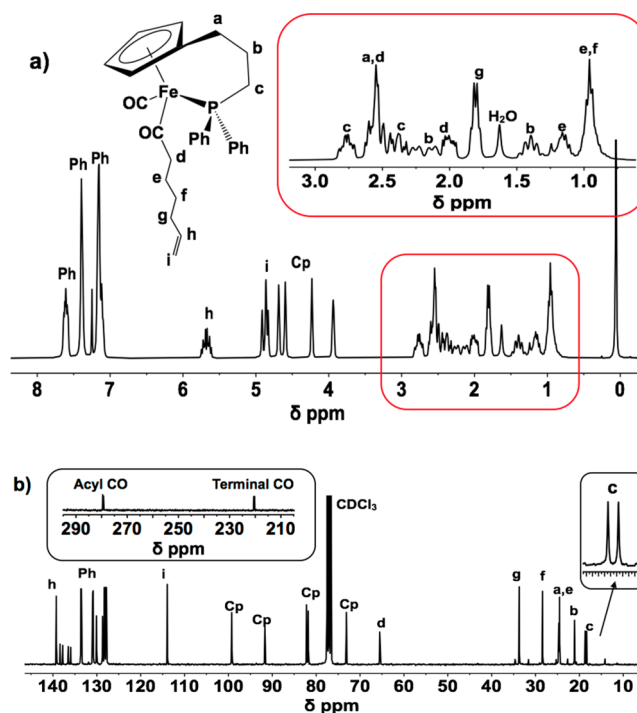 a)
a
b
c
Fe
OC
P
CO
Ph
Ph
d
e
f
g
h
i
a,d
g
e,f
c
c
b
d
H₂O
b
e
3.0 2.5 2.0 1.5 1.0
δ ppm
Ph
Ph
Ph
h
i
Cp
8 7 6 5 4 3 2 1 0
δ ppm
b)
Acyl CO
Terminal CO
290 270 250 230 210
δ ppm
CDCl₃
c
h
Ph
i
Cp
Cp
Cp
Cp
d
g
f
a,e
b
c
140 130 120 110 100 90 80 70 60 50 40 30 20 10
δ ppm